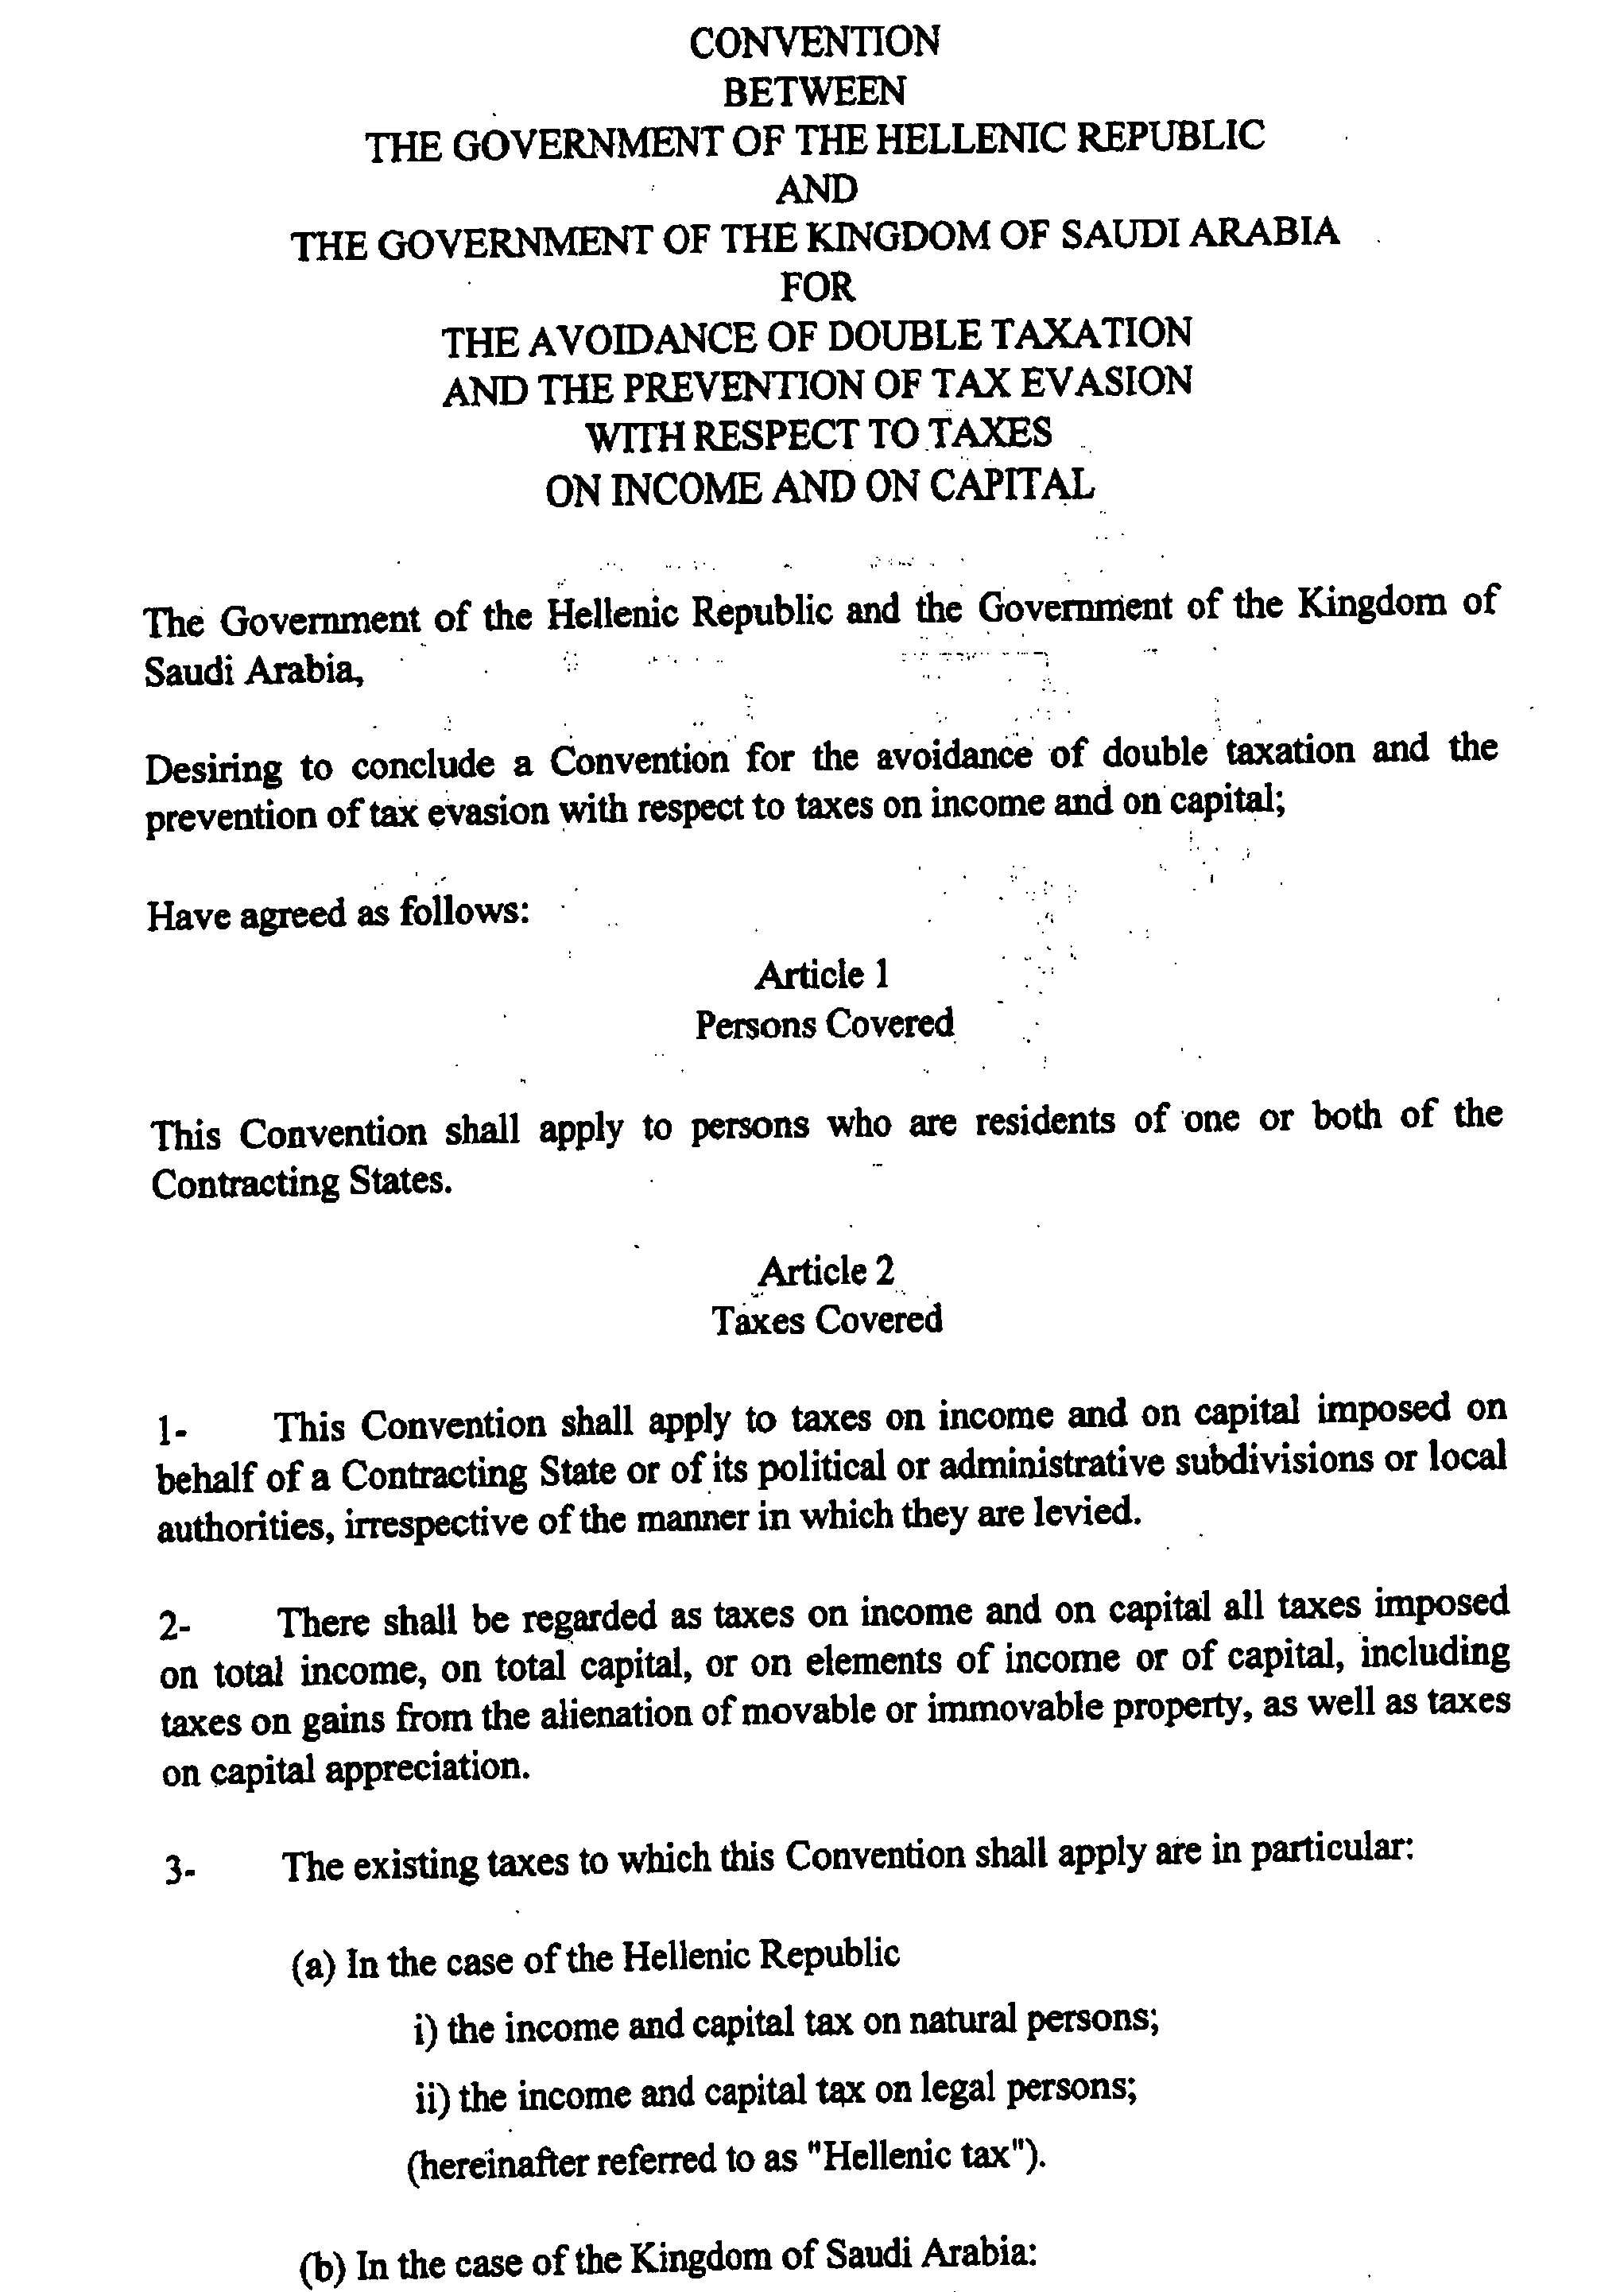 CONVENTION
BETWEEN
THE GOVERNMENT OF THE HELLENIC REPUBLIC
AND
THE GOVERNMENT OF THE KINGDOM OF SAUDI ARABIA
FOR
THE AVOIDANCE OF DOUBLE TAXATION
AND THE PREVENTION OF TAX EVASION
WITH RESPECT TO TAXES
ON INCOME AND ON CAPITAL
The Government of the Hellenic Republic and the Government of the Kingdom of
Saudi Arabia,
Desiring to conclude a Convention for the avoidance of double taxation and the
prevention of tax evasion with respect to taxes on income and on capital;
Have agreed as follows:
Article 1
Persons Covered
This Convention shall apply to persons who are residents of one or both of the
Contracting States.
Article 2
Taxes Covered
1- This Convention shall apply to taxes on income and on capital imposed on
behalf of a Contracting State or of its political or administrative subdivisions or local
authorities, irrespective of the manner in which they are levied.
2- There shall be regarded as taxes on income and on capital all taxes imposed
on total income, on total capital, or on elements of income or of capital, including
taxes on gains from the alienation of movable or immovable property, as well as taxes
on capital appreciation.
3- The existing taxes to which this Convention shall apply are in particular:
(a) In the case of the Hellenic Republic
i) the income and capital tax on natural persons;
ii) the income and capital tax on legal persons;
(hereinafter referred to as "Hellenic tax").
(b) In the case of the Kingdom of Saudi Arabia: